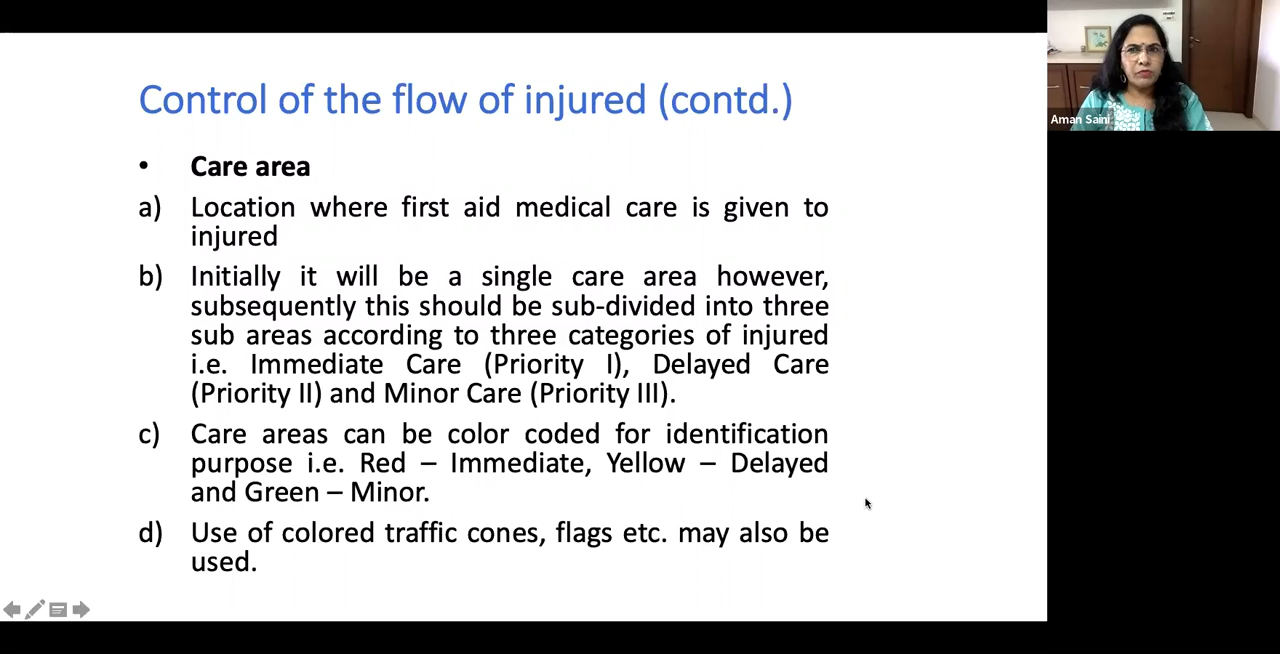 Control of the flow of injured (contd.)
• Care area
a) Location where first aid medical care is given to
injured
b) Initially it will be a single care area however,
subsequently this should be sub-divided into three
sub areas according to three categories of injured
i.e. Immediate Care (Priority I), Delayed Care
(Priority II) and Minor Care (Priority III).
c) Care areas can be color coded for identification
purpose i.e. Red – Immediate, Yellow – Delayed
and Green – Minor.
d) Use of colored traffic cones, flags etc. may also be
used.
Aman Saini